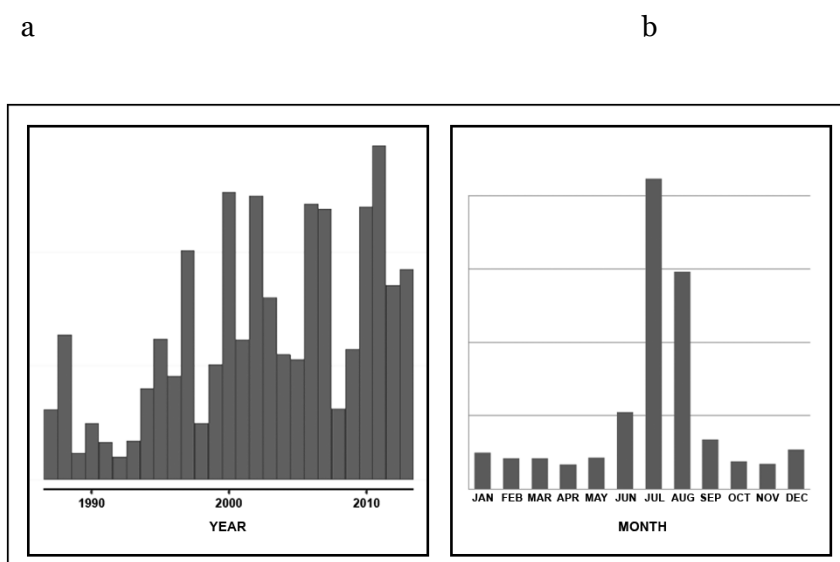 a
b
1990 2000 2010
YEAR
JAN FEB MAR APR MAY JUN JUL AUG SEP OCT NOV DEC
MONTH